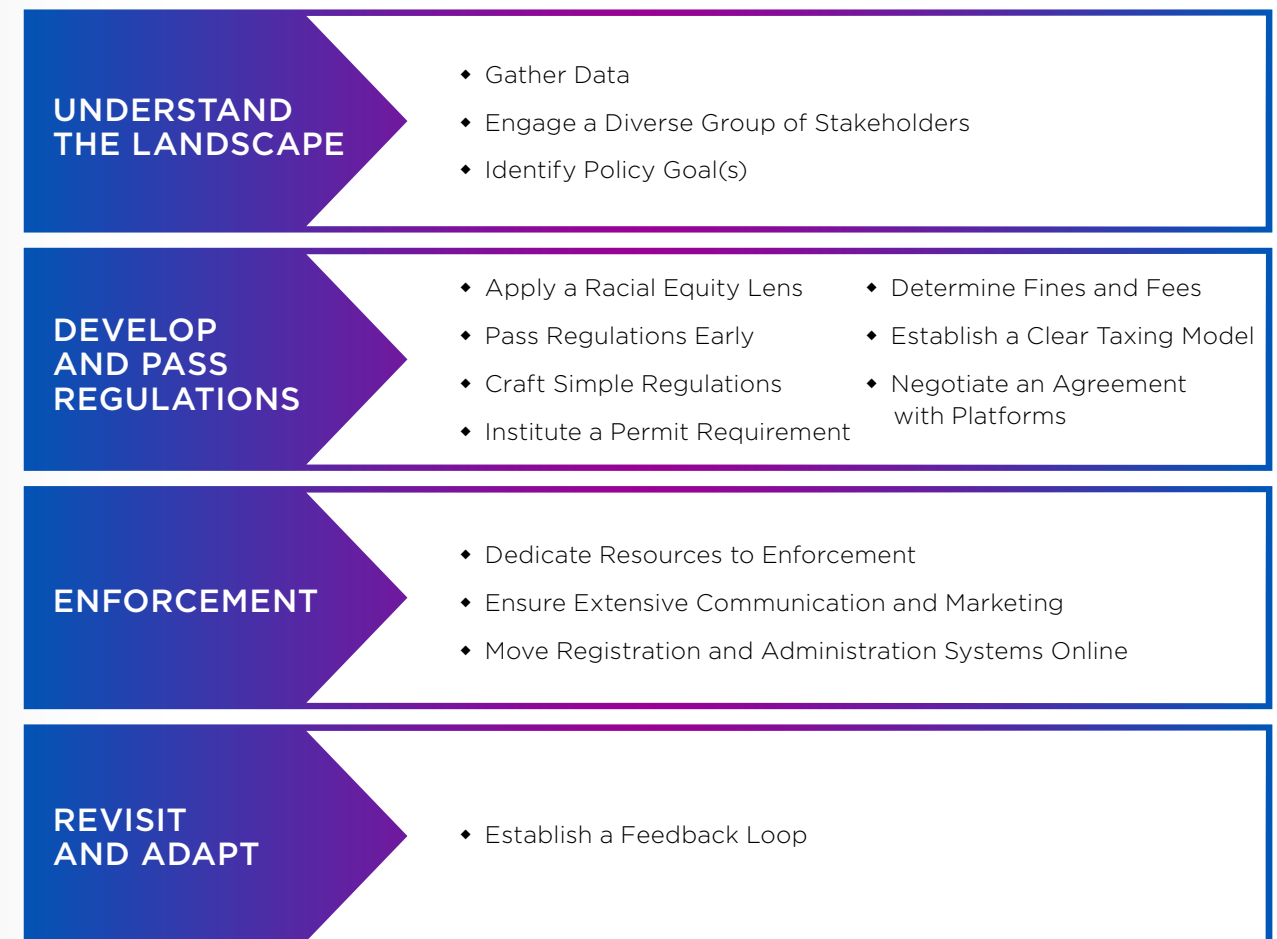 UNDERSTAND
THE LANDSCAPE
◆ Gather Data
◆ Engage a Diverse Group of Stakeholders
◆ Identify Policy Goal(s)
DEVELOP
AND PASS
REGULATIONS
◆ Apply a Racial Equity Lens
◆ Pass Regulations Early
◆ Craft Simple Regulations
◆ Institute a Permit Requirement
◆ Determine Fines and Fees
◆ Establish a Clear Taxing Model
◆ Negotiate an Agreement
with Platforms
ENFORCEMENT
◆ Dedicate Resources to Enforcement
◆ Ensure Extensive Communication and Marketing
◆ Move Registration and Administration Systems Online
REVISIT
AND ADAPT
◆ Establish a Feedback Loop